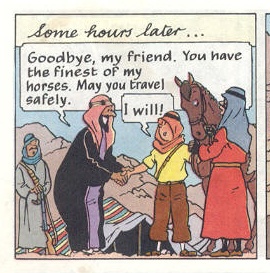 Some hours later...
Goodbye, my friend. You have
the finest of my
horses. May you travel
safely.
I will!